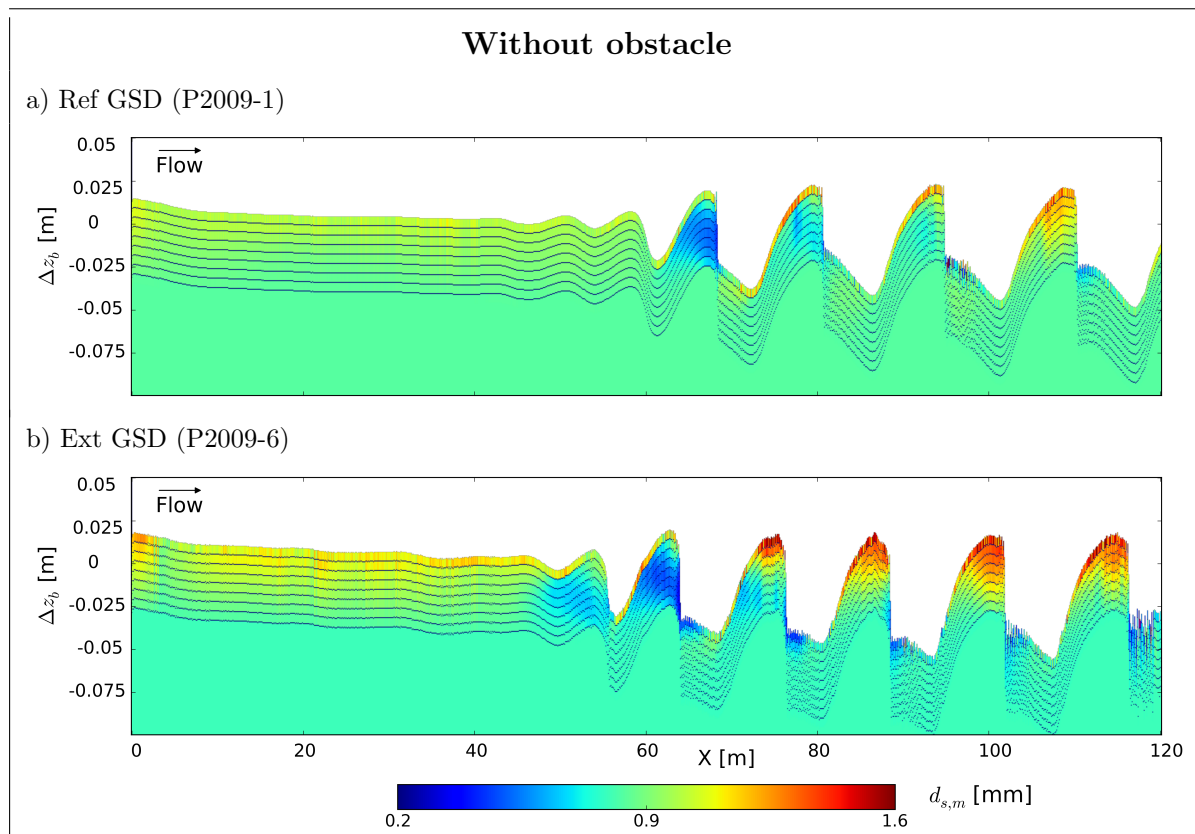 Without obstacle
a) Ref GSD (P2009-1)
0.05
Flow
0.025
0
-0.025
-0.05
-0.075
Δz_b [m]
b) Ext GSD (P2009-6)
0.05
Flow
0.025
0
-0.025
-0.05
-0.075
Δz_b [m]
0 20 40 60 80 100 120
X [m]
d_{s,m} [mm]
0.2 0.9 1.6